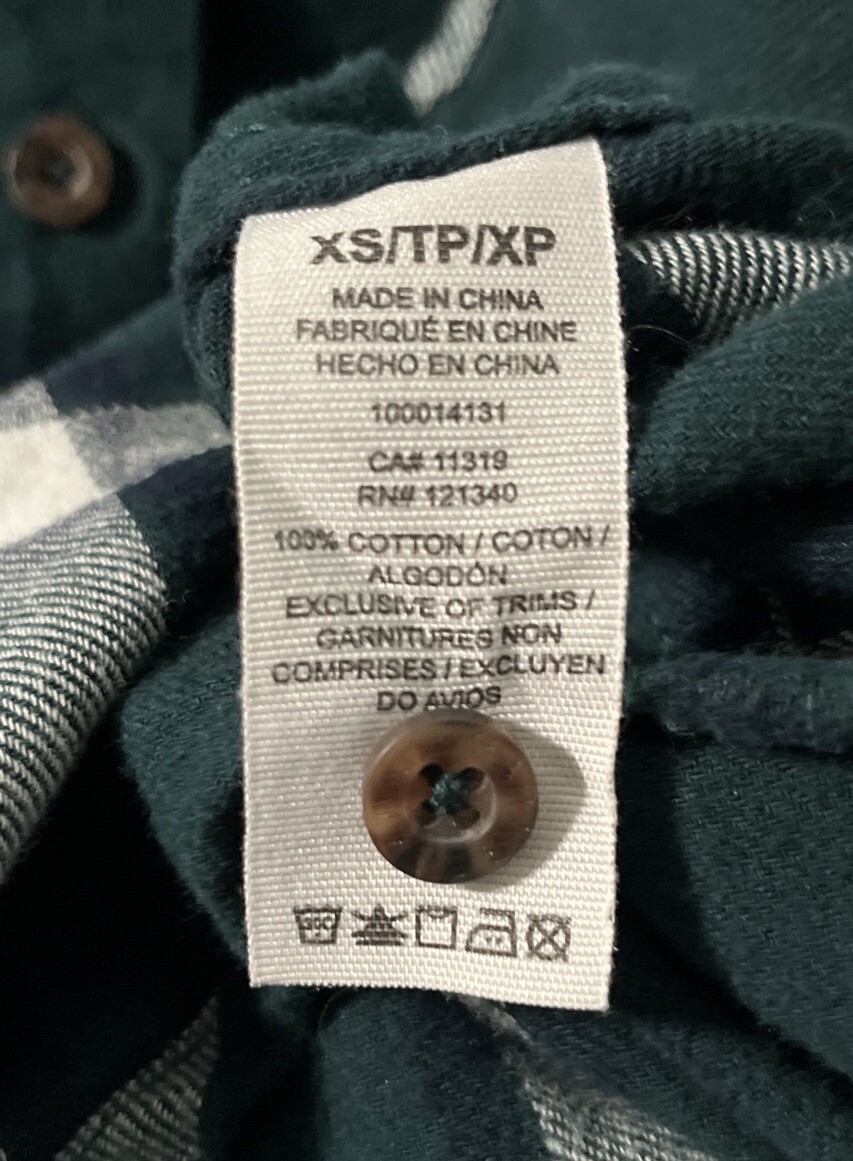 XS/TP/XP
MADE IN CHINA
FABRIQUÉ EN CHINE
HECHO EN CHINA
100014131
CA# 11319
RN# 121340
100% COTTON / COTON /
ALGODÓN
EXCLUSIVE OF TRIMS /
GARNITURES NON
COMPRISES / EXCLUYEN
DO AVIOS